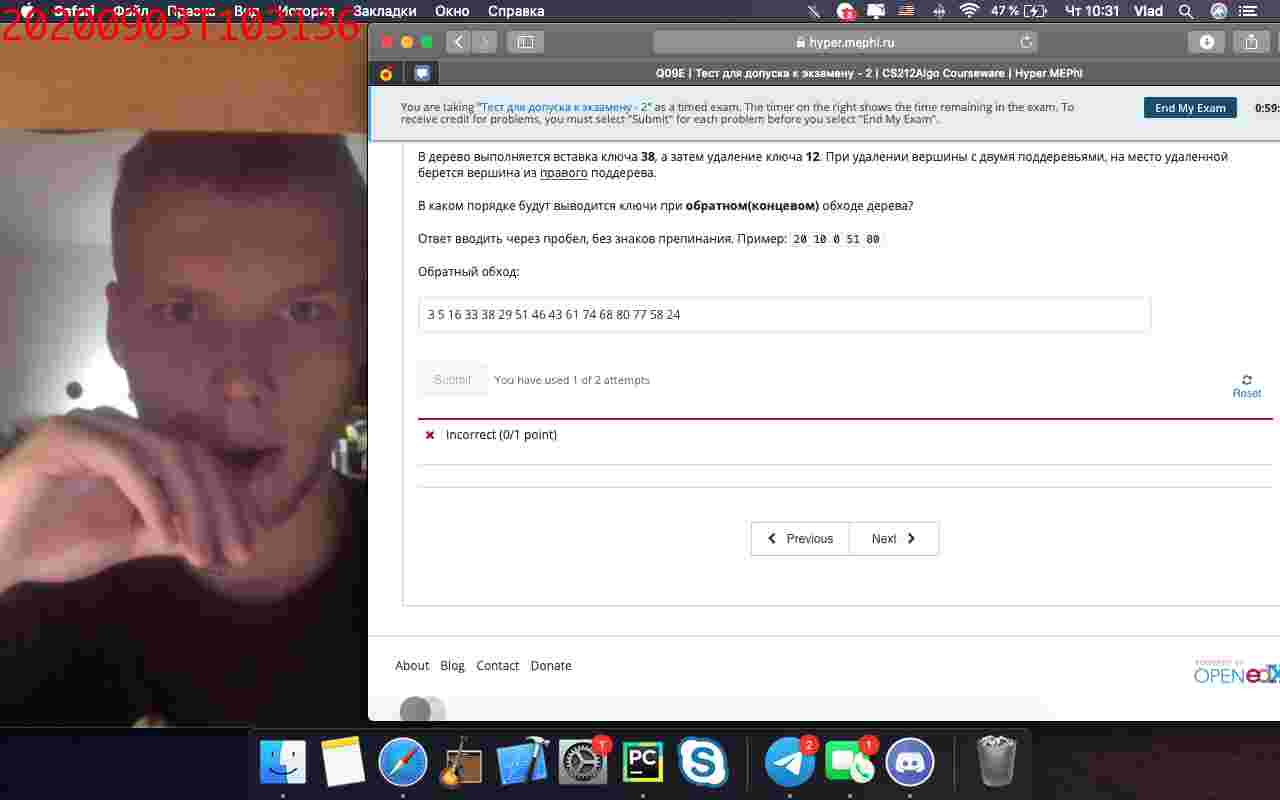 Safari Файл Правка Вид История Закладки Окно Справка 47 % Чт 10:31 Vlad
20200903T103136
hyper.mephi.ru
Q09E | Тест для допуска к экзамену - 2 | CS212Algo Courseware | Hyper.MEPhI
You are taking "Тест для допуска к экзамену - 2" as a timed exam. The timer on the right shows the time remaining in the exam. To
receive credit for problems, you must select "Submit" for each problem before you select "End My Exam".
End My Exam
0:59:
В дерево выполняется вставка ключа 38, а затем удаление ключа 12. При удалении вершины с двумя поддеревьями, на место удаленной
берется вершина из правого поддерева.
В каком порядке будут выводится ключи при обратном(концевом) обходе дерева?
Ответ вводить через пробел, без знаков препинания. Пример: 20 10 0 51 80
Обратный обход:
3 5 16 33 38 29 51 46 43 61 74 68 80 77 58 24
Submit You have used 1 of 2 attempts
Reset
Incorrect (0/1 point)
Previous Next
About Blog Contact Donate
POWERED BY
OPEN edX
PC
2
1